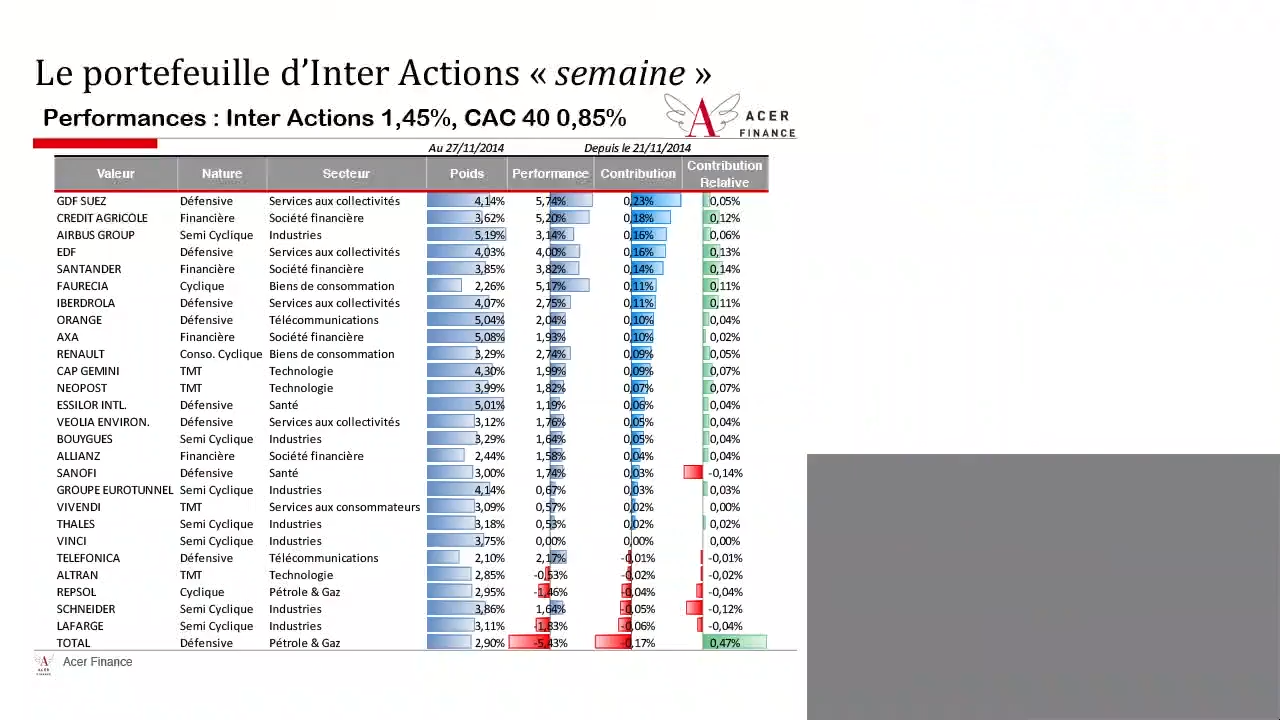 Le portefeuille d’Inter Actions « semaine »
Performances : Inter Actions 1,45%, CAC 40 0,85%
ACER
FINANCE
Au 27/11/2014 Depuis le 21/11/2014
Valeur Nature Secteur Poids Performance Contribution Contribution Relative
GDF SUEZ Défensive Services aux collectivités 4,14% 5,74% 0,23% 0,05%
CREDIT AGRICOLE Financière Société financière 3,62% 5,20% 0,18% 0,12%
AIRBUS GROUP Semi Cyclique Industries 5,19% 3,14% 0,16% 0,06%
EDF Défensive Services aux collectivités 4,03% 4,00% 0,16% 0,13%
SANTANDER Financière Société financière 3,85% 3,82% 0,14% 0,14%
FAURECIA Cyclique Biens de consommation 2,26% 5,17% 0,11% 0,11%
IBERDROLA Défensive Services aux collectivités 4,07% 2,75% 0,11% 0,11%
ORANGE Défensive Télécommunications 5,04% 2,04% 0,10% 0,04%
AXA Financière Société financière 5,08% 1,93% 0,10% 0,02%
RENAULT Conso. Cyclique Biens de consommation 3,29% 2,74% 0,09% 0,05%
CAP GEMINI TMT Technologie 4,30% 1,99% 0,09% 0,07%
NEOPOST TMT Technologie 3,99% 1,82% 0,07% 0,07%
ESSILOR INTL. Défensive Santé 5,01% 1,19% 0,06% 0,04%
VEOLIA ENVIRON. Défensive Services aux collectivités 3,12% 1,76% 0,05% 0,04%
BOUYGUES Semi Cyclique Industries 3,29% 1,64% 0,05% 0,04%
ALLIANZ Financière Société financière 2,44% 1,58% 0,04% 0,04%
SANOFI Défensive Santé 3,00% 1,74% 0,03% -0,14%
GROUPE EUROTUNNEL Semi Cyclique Industries 4,14% 0,67% 0,03% 0,03%
VIVENDI TMT Services aux consommateurs 3,09% 0,57% 0,02% 0,00%
THALES Semi Cyclique Industries 3,18% 0,53% 0,02% 0,02%
VINCI Semi Cyclique Industries 3,75% 0,00% 0,00% 0,00%
TELEFONICA Défensive Télécommunications 2,10% 2,17% -0,01% -0,01%
ALTRAN TMT Technologie 2,85% -0,53% -0,02% -0,02%
REPSOL Cyclique Pétrole & Gaz 2,95% -1,46% -0,04% -0,04%
SCHNEIDER Semi Cyclique Industries 3,86% 1,64% -0,05% -0,12%
LAFARGE Semi Cyclique Industries 3,11% -1,83% -0,06% -0,04%
TOTAL Défensive Pétrole & Gaz 2,90% -5,43% -0,17% 0,47%
A ACER FINANCE Acer Finance